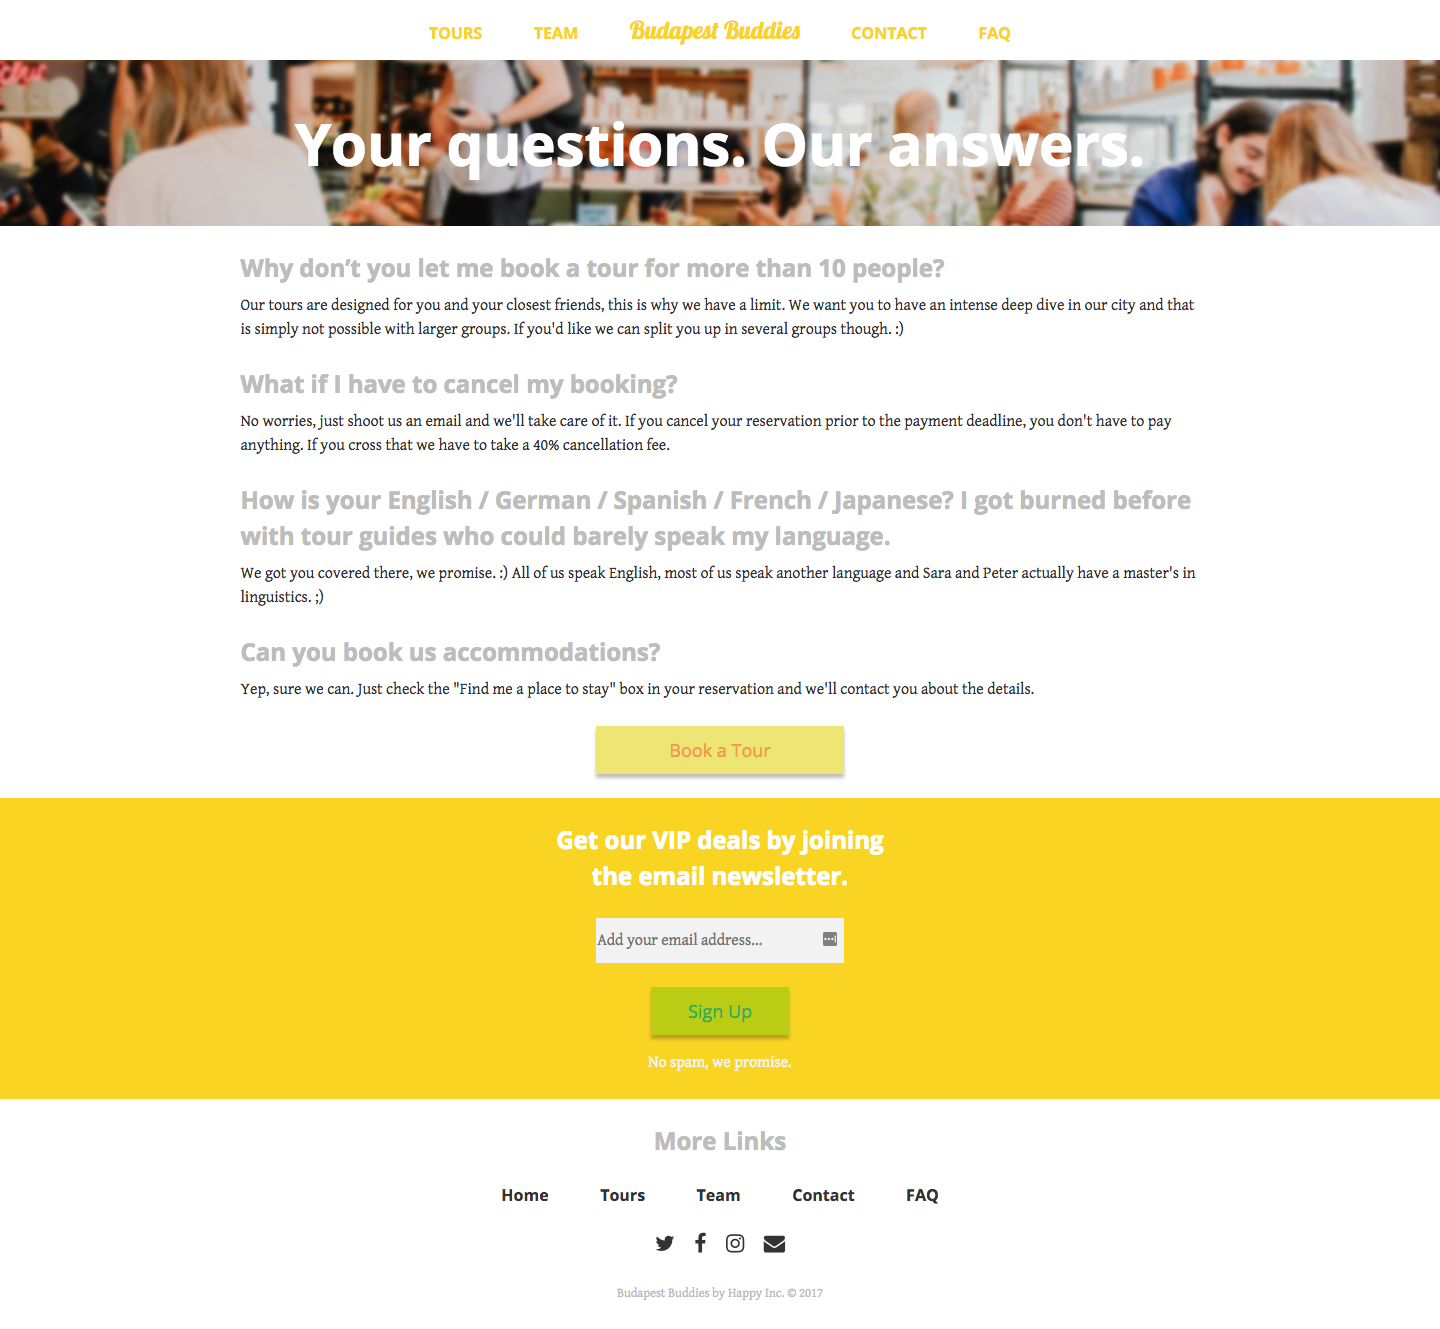 TOURS TEAM Budapest Buddies CONTACT FAQ
Your questions. Our answers.
Why don’t you let me book a tour for more than 10 people?
Our tours are designed for you and your closest friends, this is why we have a limit. We want you to have an intense deep dive in our city and that
is simply not possible with larger groups. If you'd like we can split you up in several groups though. :)
What if I have to cancel my booking?
No worries, just shoot us an email and we'll take care of it. If you cancel your reservation prior to the payment deadline, you don't have to pay
anything. If you cross that we have to take a 40% cancellation fee.
How is your English / German / Spanish / French / Japanese? I got burned before
with tour guides who could barely speak my language.
We got you covered there, we promise. :) All of us speak English, most of us speak another language and Sara and Peter actually have a master's in
linguistics. ;)
Can you book us accommodations?
Yep, sure we can. Just check the "Find me a place to stay" box in your reservation and we'll contact you about the details.
Book a Tour
Get our VIP deals by joining
the email newsletter.
Add your email address...
Sign Up
No spam, we promise.
More Links
Home Tours Team Contact FAQ
Budapest Buddies by Happy Inc. © 2017